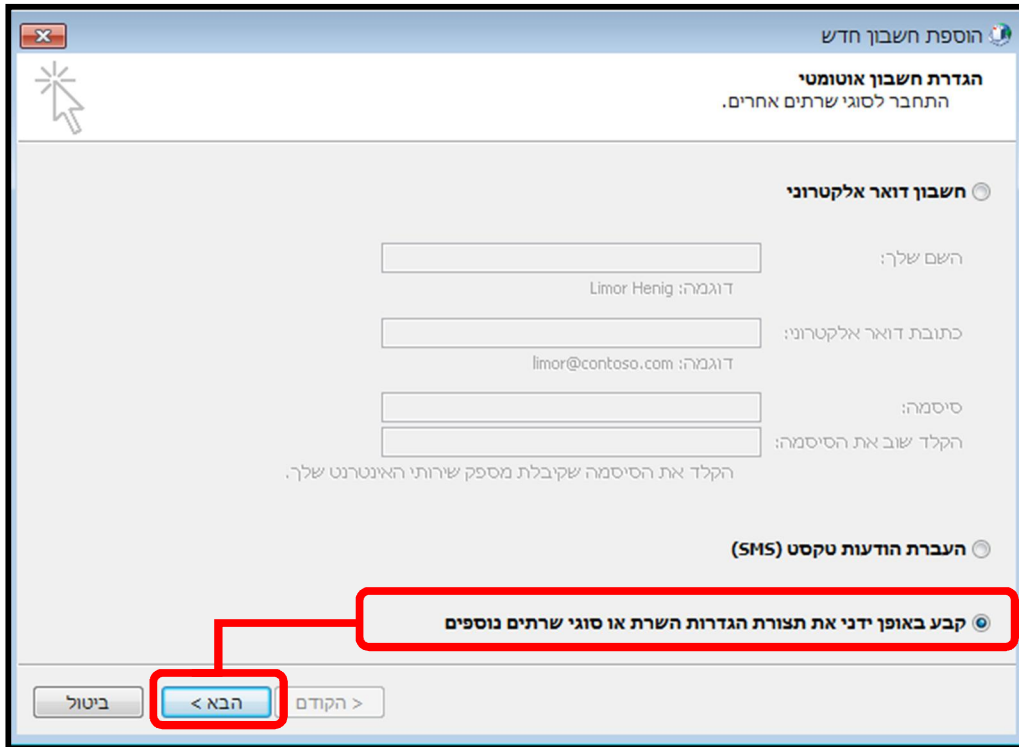 הוספת חשבון חדש
הגדרת חשבון אוטומטי
התחבר לסוגי שרתים אחרים.
חשבון דואר אלקטרוני
השם שלך:
דוגמה: Limor Henig
כתובת דואר אלקטרוני:
דוגמה: limor@contoso.com
סיסמה:
הקלד שוב את הסיסמה:
הקלד את הסיסמה שקיבלת מספק שירותי האינטרנט שלך.
העברת הודעות טקסט (SMS)
קבע באופן ידני את תצורת הגדרות השרת או סוגי שרתים נוספים
< הקודם הבא > ביטול